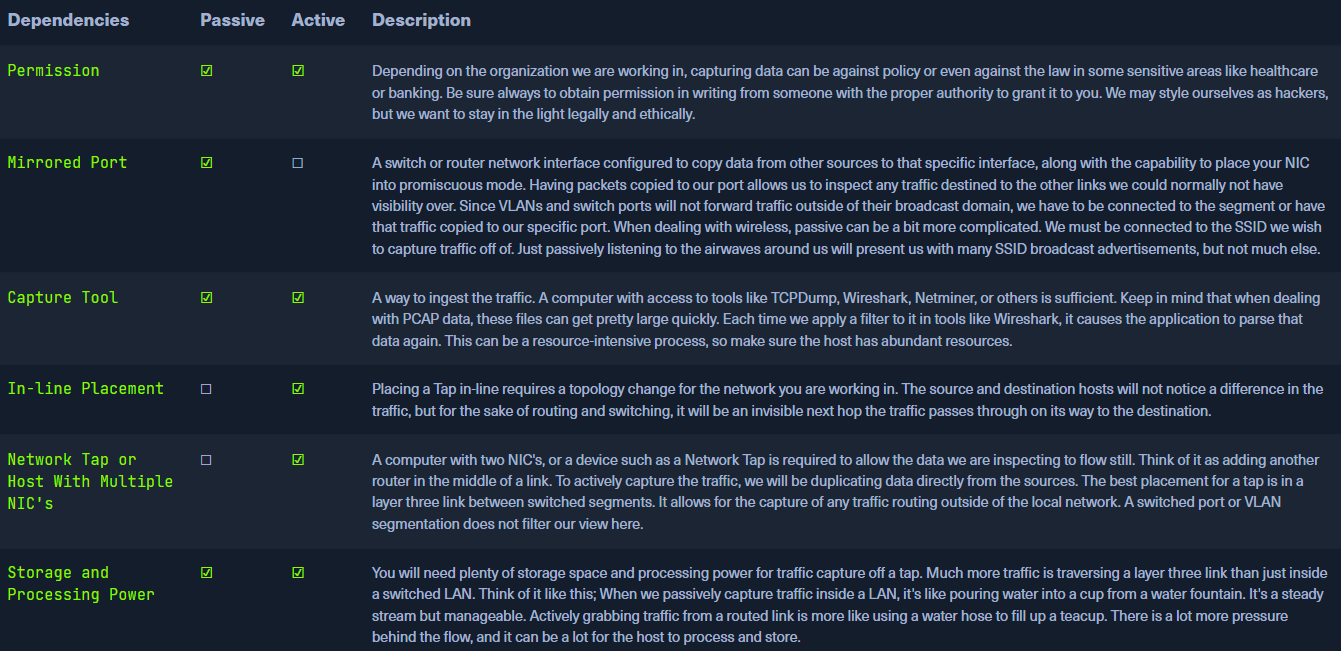 Dependencies Passive Active Description
Permission ☑ ☑ Depending on the organization we are working in, capturing data can be against policy or even against the law in some sensitive areas like healthcare
or banking. Be sure always to obtain permission in writing from someone with the proper authority to grant it to you. We may style ourselves as hackers,
but we want to stay in the light legally and ethically.
Mirrored Port ☑ ☐ A switch or router network interface configured to copy data from other sources to that specific interface, along with the capability to place your NIC
into promiscuous mode. Having packets copied to our port allows us to inspect any traffic destined to the other links we could normally not have
visibility over. Since VLANs and switch ports will not forward traffic outside of their broadcast domain, we have to be connected to the segment or have
that traffic copied to our specific port. When dealing with wireless, passive can be a bit more complicated. We must be connected to the SSID we wish
to capture traffic off of. Just passively listening to the airwaves around us will present us with many SSID broadcast advertisements, but not much else.
Capture Tool ☑ ☑ A way to ingest the traffic. A computer with access to tools like TCPDump, Wireshark, Netminer, or others is sufficient. Keep in mind that when dealing
with PCAP data, these files can get pretty large quickly. Each time we apply a filter to it in tools like Wireshark, it causes the application to parse that
data again. This can be a resource-intensive process, so make sure the host has abundant resources.
In-line Placement ☐ ☑ Placing a Tap in-line requires a topology change for the network you are working in. The source and destination hosts will not notice a difference in the
traffic, but for the sake of routing and switching, it will be an invisible next hop the traffic passes through on its way to the destination.
Network Tap or
Host With Multiple
NIC's
☐ ☑ A computer with two NIC's, or a device such as a Network Tap is required to allow the data we are inspecting to flow still. Think of it as adding another
router in the middle of a link. To actively capture the traffic, we will be duplicating data directly from the sources. The best placement for a tap is in a
layer three link between switched segments. It allows for the capture of any traffic routing outside of the local network. A switched port or VLAN
segmentation does not filter our view here.
Storage and
Processing Power
☑ ☑ You will need plenty of storage space and processing power for traffic capture off a tap. Much more traffic is traversing a layer three link than just inside
a switched LAN. Think of it like this; When we passively capture traffic inside a LAN, it's like pouring water into a cup from a water fountain. It's a steady
stream but manageable. Actively grabbing traffic from a routed link is more like using a water hose to fill up a teacup. There is a lot more pressure
behind the flow, and it can be a lot for the host to process and store.